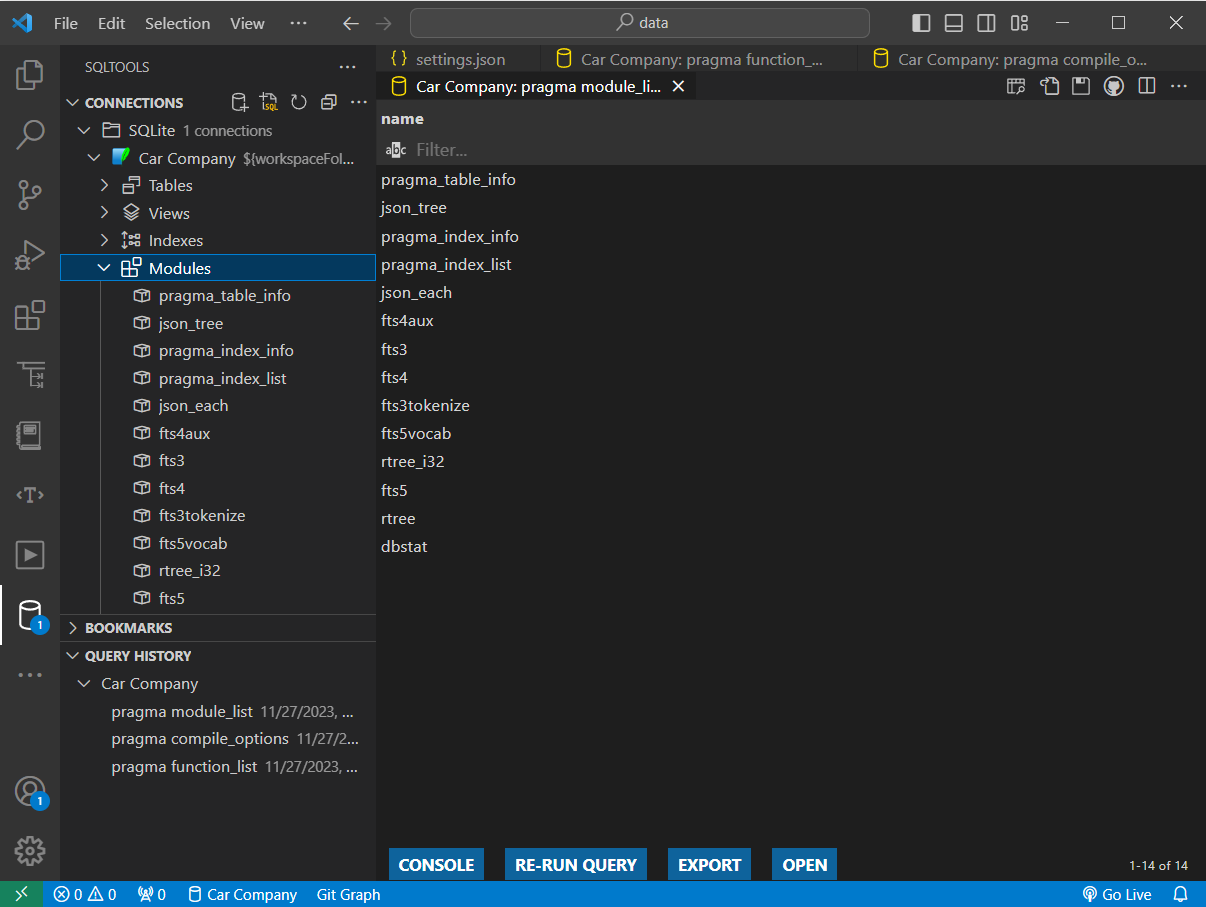 File Edit Selection View ··· data
SQLTOOLS ···
settings.json Car Company: pragma function_... Car Company: pragma compile_o...
Car Company: pragma module_li...
CONNECTIONS
SQLite 1 connections
Car Company ${workspaceFol...
Tables
Views
Indexes
Modules
pragma_table_info
json_tree
pragma_index_info
pragma_index_list
json_each
fts4aux
fts3
fts4
fts3tokenize
fts5vocab
rtree_i32
fts5
BOOKMARKS
QUERY HISTORY
Car Company
pragma module_list 11/27/2023, ...
pragma compile_options 11/27/2...
pragma function_list 11/27/2023, ...
name
abc Filter...
pragma_table_info
json_tree
pragma_index_info
pragma_index_list
json_each
fts4aux
fts3
fts4
fts3tokenize
fts5vocab
rtree_i32
fts5
rtree
dbstat
CONSOLE RE-RUN QUERY EXPORT OPEN 1-14 of 14
1
1
0 0 0 Car Company Git Graph Go Live